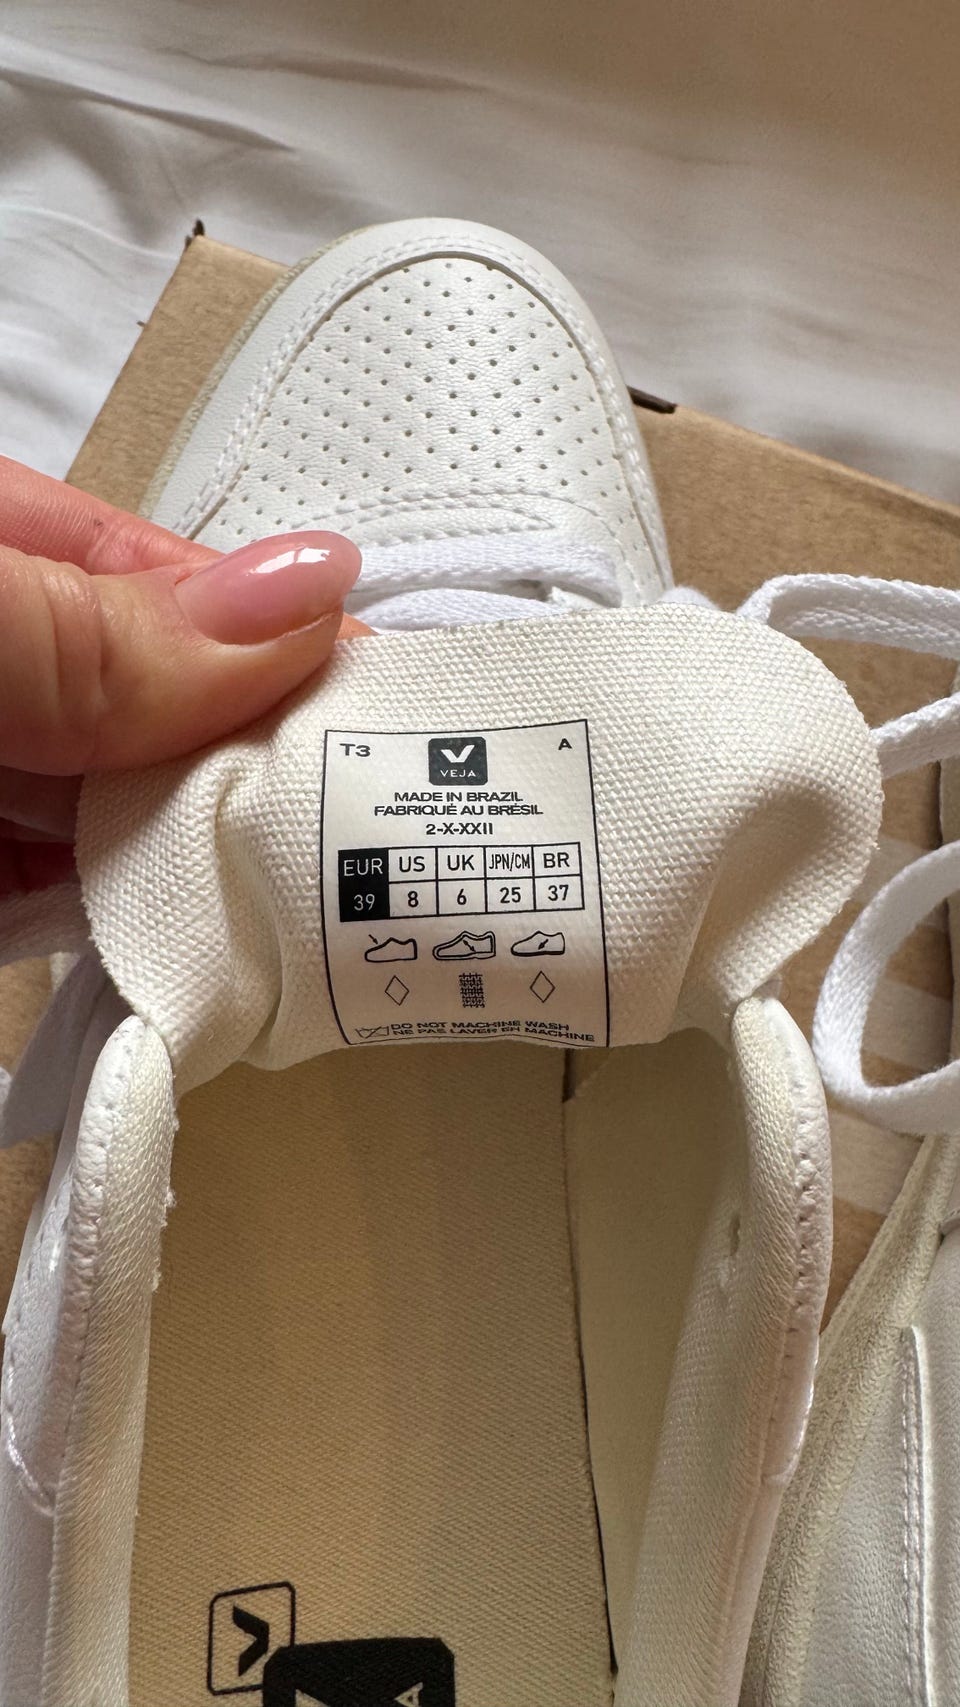 T3 A
VEJA
MADE IN BRAZIL
FABRIQUÉ AU BRÉSIL
2-X-XXII
EUR US UK JPN/CM BR
39 8 6 25 37
DO NOT MACHINE WASH
NE PAS LAVER EN MACHINE
V